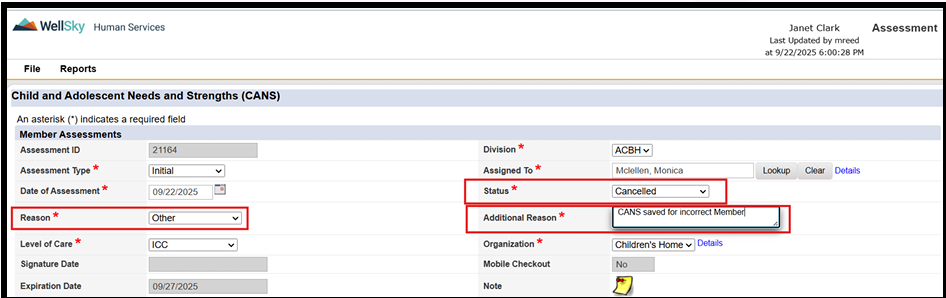 WellSky Human Services
Janet Clark Assessment
Last Updated by mreed
at 9/22/2025 6:00:28 PM
File Reports
Child and Adolescent Needs and Strengths (CANS)
An asterisk (*) indicates a required field
Member Assessments
Assessment ID 21164 Division * ACBH
Assessment Type * Initial Assigned To * Mclellen, Monica Lookup Clear Details
Date of Assessment * 09/22/2025 Status * Cancelled
Reason * Other Additional Reason * CANS saved for incorrect Member
Level of Care * ICC Organization * Children's Home Details
Signature Date Mobile Checkout No
Expiration Date 09/27/2025 Note